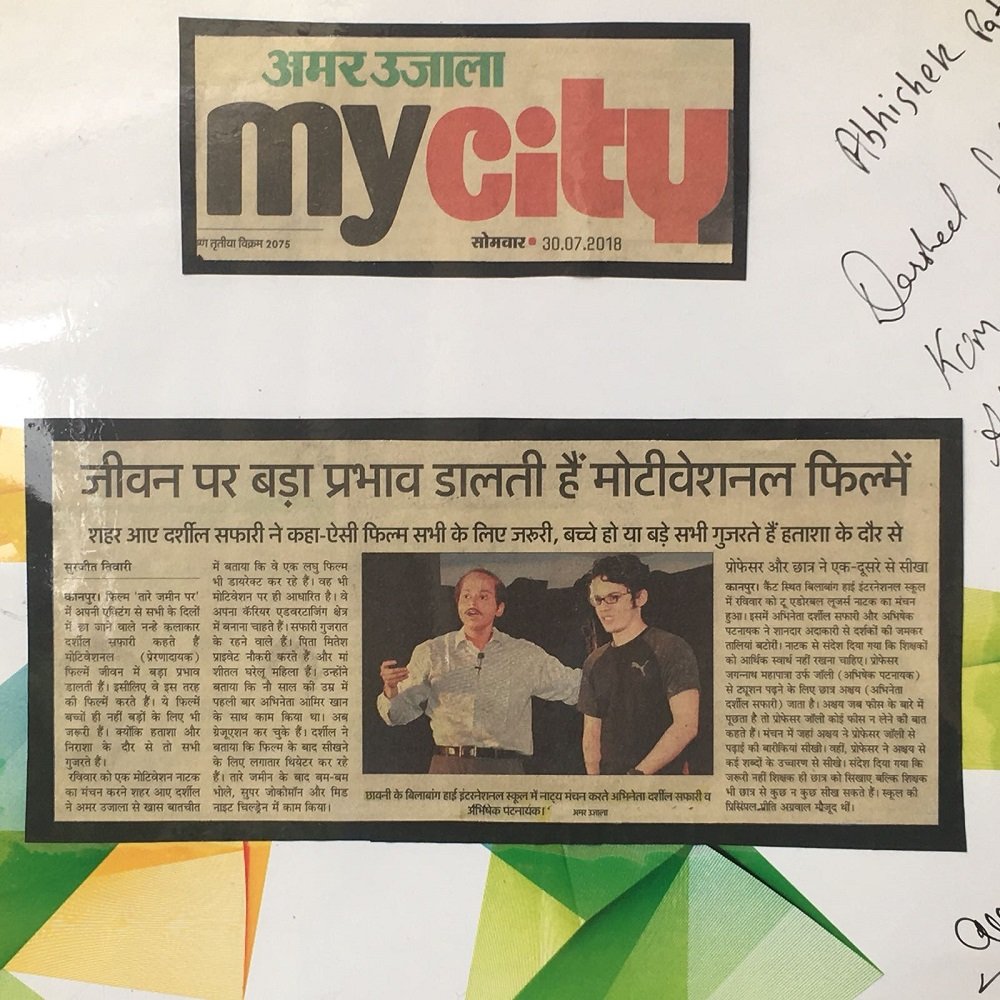 अमर उजाला
my city
तृतीया विक्रम 2075
सोमवार • 30.07.2018
Abhishek
Darsheel
जीवन पर बड़ा प्रभाव डालती हैं मोटीवेशनल फिल्में
शहर आए दर्शील सफारी ने कहा-ऐसी फिल्म सभी के लिए जरूरी, बच्चे हो या बड़े सभी गुजरते हैं हताशा के दौर से
सुरजीत तिवारी
कानपुर। फिल्म 'तारे जमीन पर'
में अपनी एक्टिंग से सभी के दिलों
में छा जाने वाले नन्हे कलाकार
दर्शील सफारी कहते हैं
मोटिवेशनल (प्रेरणादायक)
फिल्में जीवन में बड़ा प्रभाव
डालती हैं। इसीलिए वे इस तरह
की फिल्में करते हैं। ये फिल्में
बच्चों ही नहीं बड़ों के लिए भी
जरूरी हैं। क्योंकि हताशा और
निराशा के दौर से तो सभी
गुजरते हैं।
रविवार को एक मोटिवेशन नाटक
का मंचन करने शहर आए दर्शील
ने अमर उजाला से खास बातचीत
में बताया कि वे एक लघु फिल्म
भी डायरेक्ट कर रहे हैं। वह भी
मोटिवेशन पर ही आधारित है। वे
अपना कॅरियर एडवरटाजिंग क्षेत्र
में बनाना चाहते हैं। सफारी गुजरात
के रहने वाले हैं। पिता मितेश
प्राइवेट नौकरी करते हैं और मां
शीतल घरेलू महिला हैं। उन्होंने
बताया कि नौ साल की उम्र में
पहली बार अभिनेता आमिर खान
के साथ काम किया था। अब
ग्रेजूएशन कर चुके हैं। दर्शील ने
बताया कि फिल्म के बाद सीखने
के लिए लगातार थियेटर कर रहे
हैं। तारे जमीन के बाद बम-बम
भोले, सुपर जोकोमॉन और मिड
नाइट चिल्ड्रेन में काम किया।
छावनी के बिलाबांग हाई इंटरनेशनल स्कूल में नाट्य मंचन करते अभिनेता दर्शील सफारी व
अभिषेक पटनायक। अमर उजाला
प्रोफेसर और छात्र ने एक-दूसरे से सीखा
कानपुर। कैंट स्थित बिलाबांग हाई इंटरनेशनल स्कूल
में रविवार को टू एडोरबल लूजर्स नाटक का मंचन
हुआ। इसमें अभिनेता दर्शील सफारी और अभिषेक
पटनायक ने शानदार अदाकारी से दर्शकों की जमकर
तालियां बटोरी। नाटक से संदेश दिया गया कि शिक्षकों
को आर्थिक स्वार्थ नहीं रखना चाहिए। प्रोफेसर
जगन्नाथ महापात्रा उर्फ जॉली (अभिषेक पटनायक)
से ट्यूशन पढ़ने के लिए छात्र अक्षय (अभिनेता
दर्शील सफारी) जाता है। अक्षय जब फीस के बारे में
पूछता है तो प्रोफेसर जॉली कोई फीस न लेने की बात
कहते हैं। मंचन में जहां अक्षय ने प्रोफेसर जॉली से
पढ़ाई की बारीकियां सीखी। वहीं, प्रोफेसर ने अक्षय से
कई शब्दों के उच्चारण से सीखे। संदेश दिया गया कि
जरूरी नहीं शिक्षक ही छात्र को सिखाए बल्कि शिक्षक
भी छात्र से कुछ न कुछ सीख सकते हैं। स्कूल की
प्रिंसिपल प्रीति अग्रवाल मौजूद थीं।